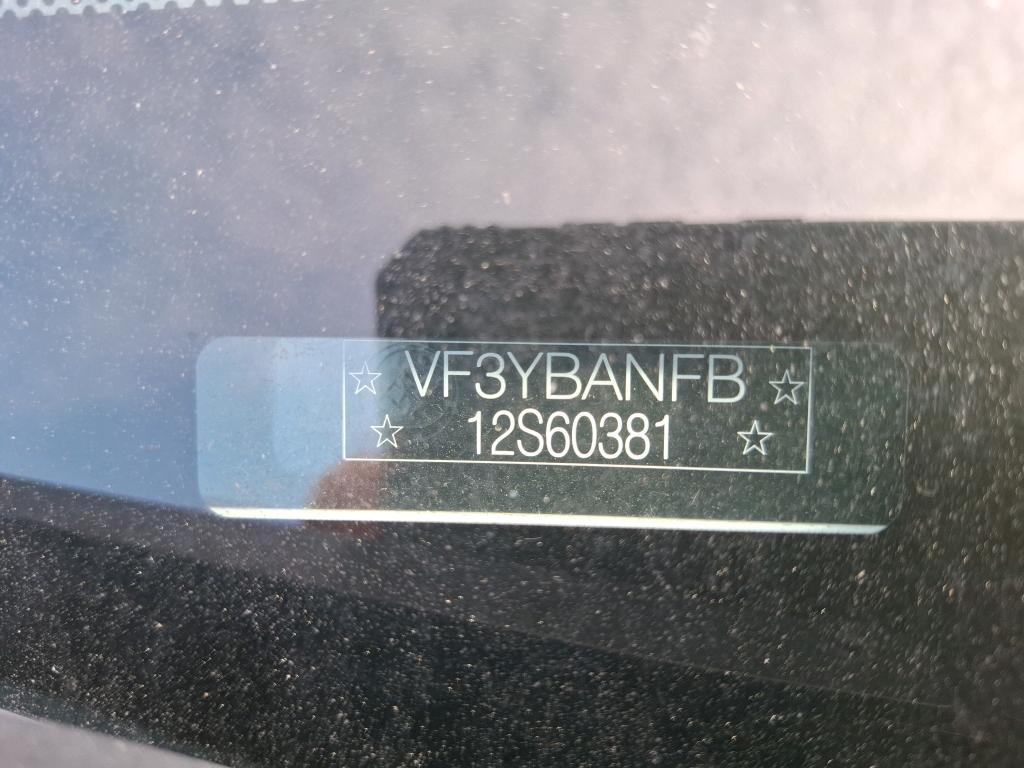 ☆ VF3YBANFB ☆
☆ 12S60381 ☆